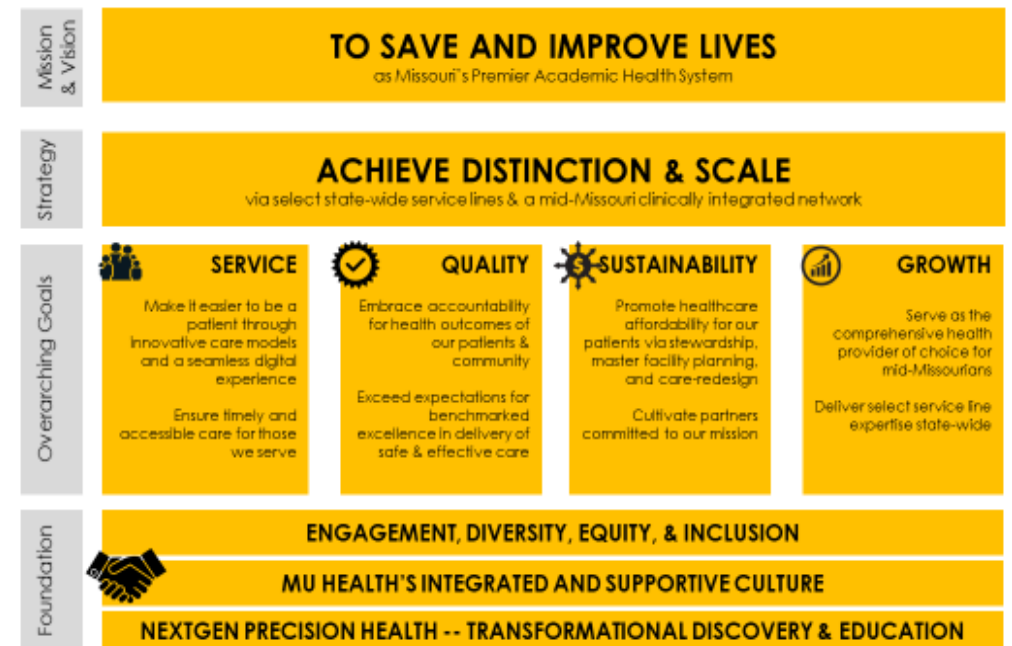 Mission
& Vision
TO SAVE AND IMPROVE LIVES
as Missouri's Premier Academic Health System
Strategy
ACHIEVE DISTINCTION & SCALE
via select state-wide service lines & a mid-Missouri clinically integrated network
Overarching Goals
SERVICE
Make it easier to be a
patient through
innovative care models
and a seamless digital
experience
Ensure timely and
accessible care for those
we serve
QUALITY
Embrace accountability
for health outcomes of
our patients &
community
Exceed expectations for
benchmarked
excellence in delivery of
safe & effective care
$
SUSTAINABILITY
Promote healthcare
affordability for our
patients via stewardship,
master facility planning,
and care-redesign
Cultivate partners
committed to our mission
GROWTH
Serve as the
comprehensive health
provider of choice for
mid-Missourians
Deliver select service line
expertise state-wide
Foundation
ENGAGEMENT, DIVERSITY, EQUITY, & INCLUSION
MU HEALTH'S INTEGRATED AND SUPPORTIVE CULTURE
NEXTGEN PRECISION HEALTH -- TRANSFORMATIONAL DISCOVERY & EDUCATION